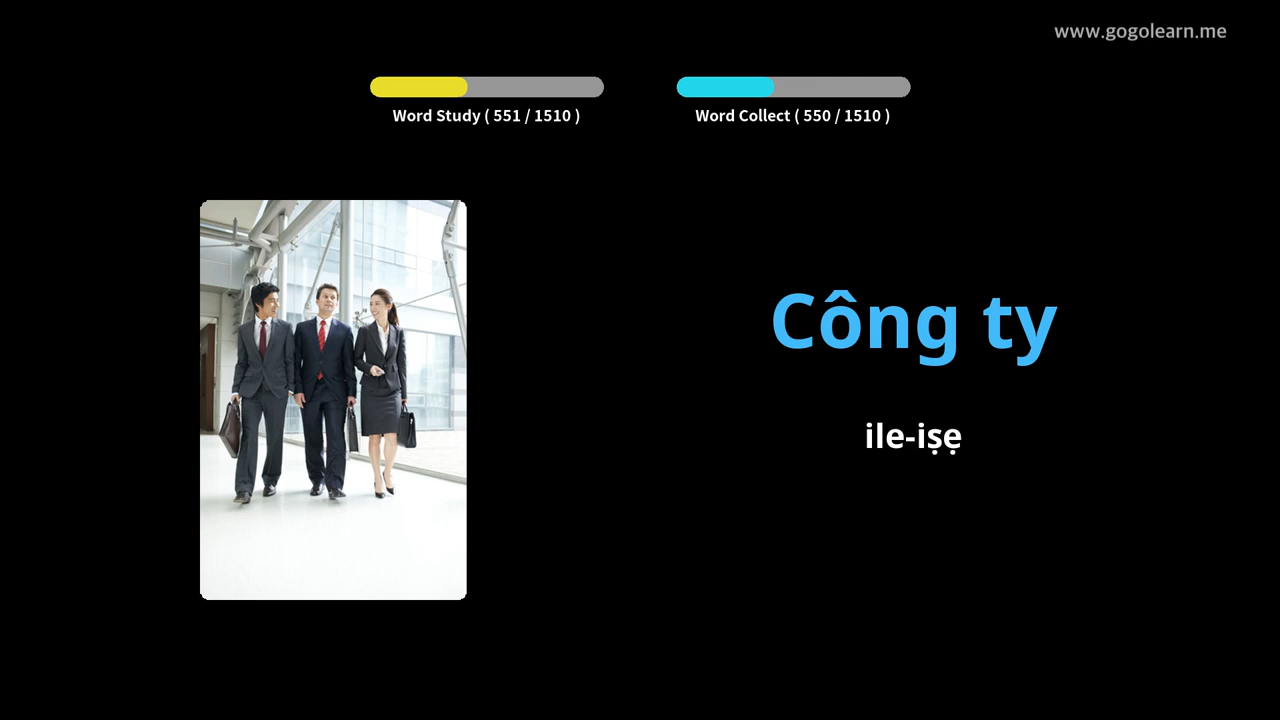 www.gogolearn.me
Word Study ( 551 / 1510 )
Word Collect ( 550 / 1510 )
Công ty
ile-iṣẹ